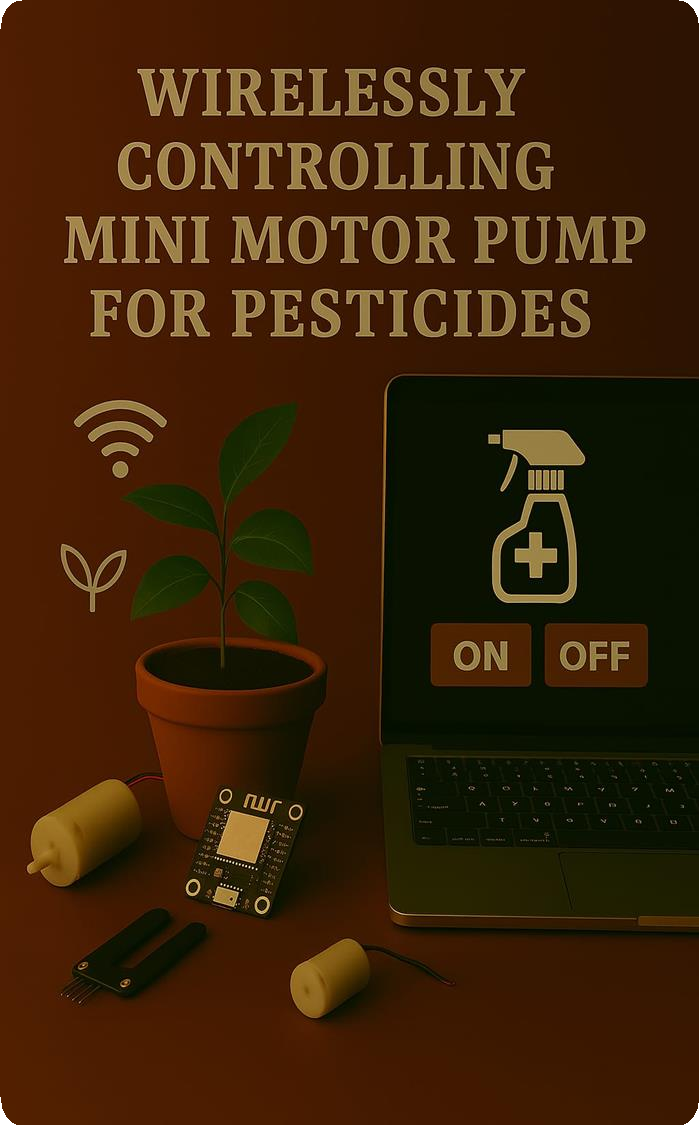 WIRELESSLY
CONTROLLING
MINI MOTOR PUMP
FOR PESTICIDES
ON OFF